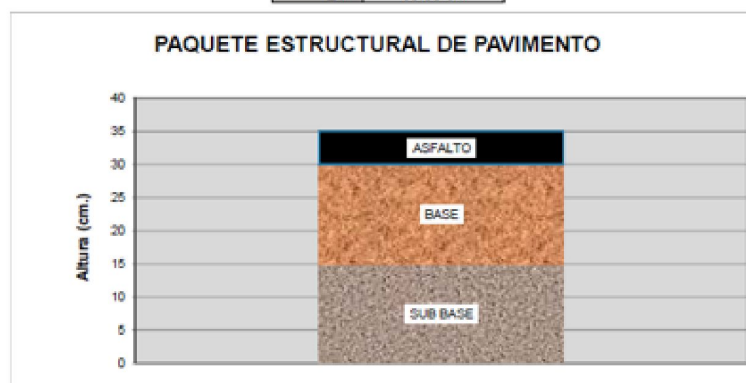 PAQUETE ESTRUCTURAL DE PAVIMENTO
Altura (cm.)
40
35
30
25
20
15
10
5
0
ASFALTO
BASE
SUB BASE